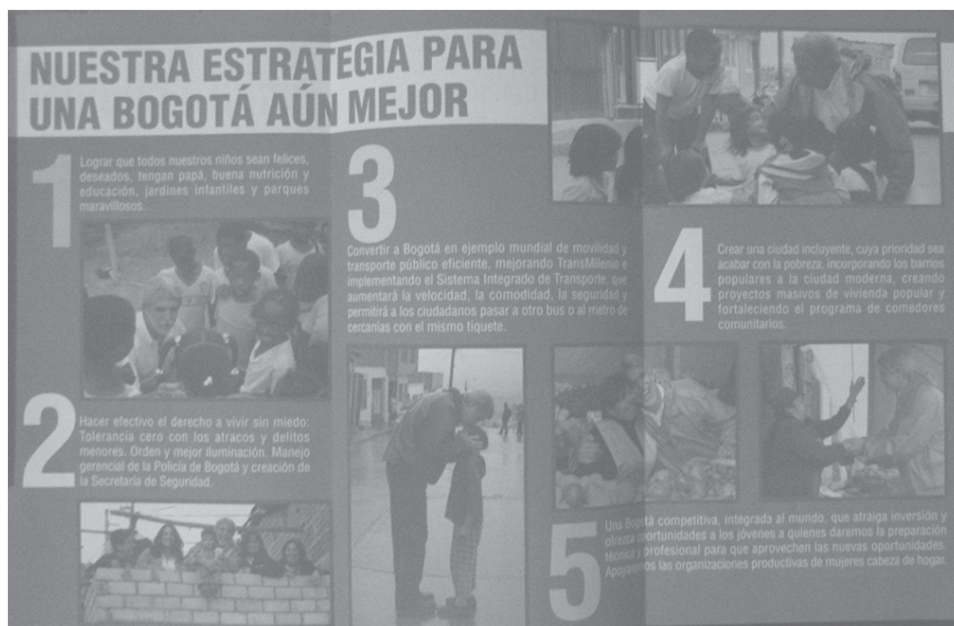 NUESTRA ESTRATEGIA PARA
UNA BOGOTÁ AÚN MEJOR
1
Lograr que todos nuestros niños sean felices,
deseados, tengan papá, buena nutrición y
educación, jardines infantiles y parques
maravillosos.
2
Hacer efectivo el derecho a vivir sin miedo:
Tolerancia cero con los atracos y delitos
menores. Orden y mejor iluminación. Manejo
gerencial de la Policía de Bogotá y creación de
la Secretaría de Seguridad.
3
Convertir a Bogotá en ejemplo mundial de movilidad y
transporte público eficiente, mejorando TransMilenio e
implementando el Sistema Integrado de Transporte, que
aumentará la velocidad, la comodidad, la seguridad y
permitirá a los ciudadanos pasar a otro bus o al metro de
cercanías con el mismo tiquete.
4
Crear una ciudad incluyente, cuya prioridad sea
acabar con la pobreza, incorporando los barrios
populares a la ciudad moderna, creando
proyectos masivos de vivienda popular y
fortaleciendo el programa de comedores
comunitarios.
5
Una Bogotá competitiva, integrada al mundo, que atraiga inversión y
ofrezca oportunidades a los jóvenes a quienes daremos la preparación
técnica y profesional para que aprovechen las nuevas oportunidades.
Apoyaremos las organizaciones productivas de mujeres cabeza de hogar.